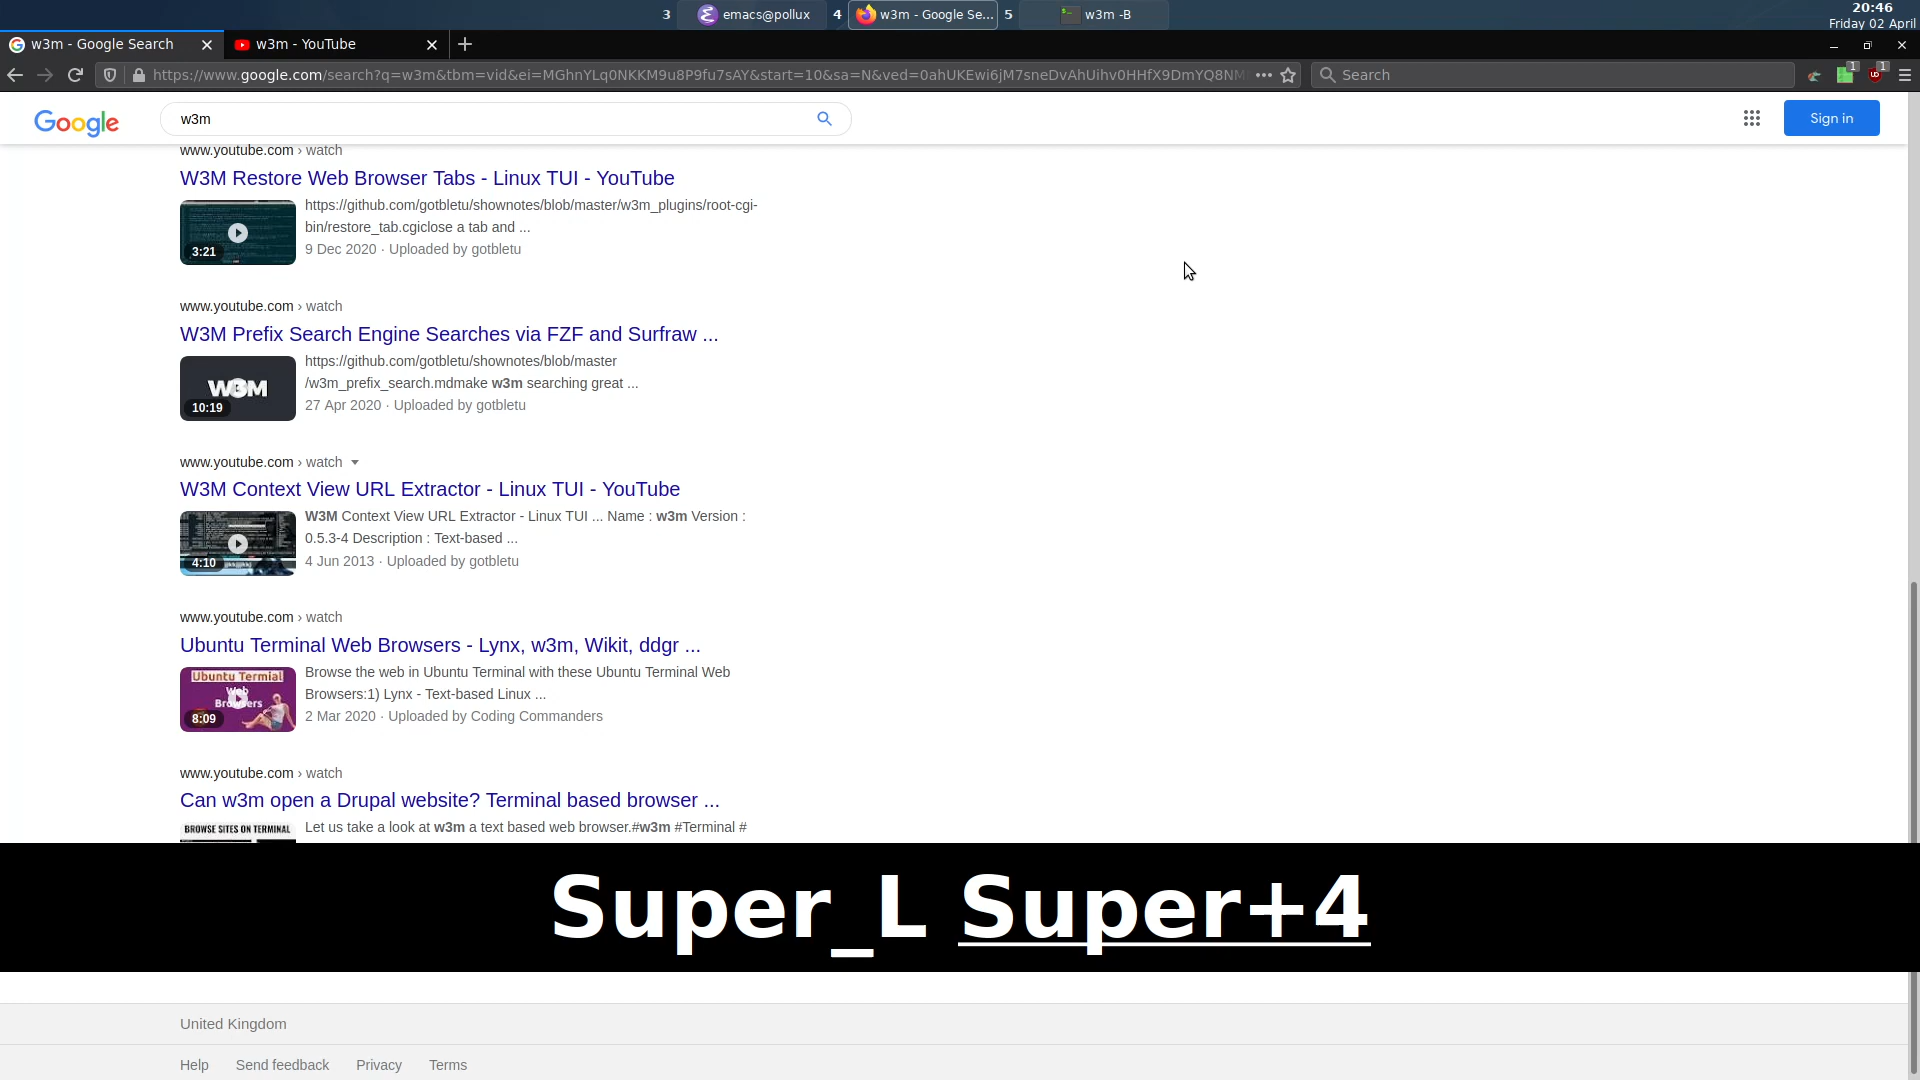 3 emacs@pollux 4 w3m - Google Se... 5 w3m -B 20:46
Friday 02 April
w3m - Google Search w3m - YouTube
https://www.google.com/search?q=w3m&tbm=vid&ei=MGhnYLq0NKKM9u8P9fu7sAY&start=10&sa=N&ved=0ahUKEwi6jM7sneDvAhUihv0HHfX9DmYQ8NM Search 1 1
Google w3m Sign in
www.youtube.com › watch
W3M Restore Web Browser Tabs - Linux TUI - YouTube
https://github.com/gotbletu/shownotes/blob/master/w3m_plugins/root-cgi-
bin/restore_tab.cgiclose a tab and ...
3:21
9 Dec 2020 · Uploaded by gotbletu
www.youtube.com › watch
W3M Prefix Search Engine Searches via FZF and Surfraw ...
https://github.com/gotbletu/shownotes/blob/master
/w3m_prefix_search.mdmake w3m searching great ...
W3M
10:19
27 Apr 2020 · Uploaded by gotbletu
www.youtube.com › watch
W3M Context View URL Extractor - Linux TUI - YouTube
W3M Context View URL Extractor - Linux TUI ... Name : w3m Version :
0.5.3-4 Description : Text-based ...
4:10
4 Jun 2013 · Uploaded by gotbletu
www.youtube.com › watch
Ubuntu Terminal Web Browsers - Lynx, w3m, Wikit, ddgr ...
Ubuntu Termial
Web
Browsers
8:09
Browse the web in Ubuntu Terminal with these Ubuntu Terminal Web
Browsers:1) Lynx - Text-based Linux ...
2 Mar 2020 · Uploaded by Coding Commanders
www.youtube.com › watch
Can w3m open a Drupal website? Terminal based browser ...
BROWSE SITES ON TERMINAL
Let us take a look at w3m a text based web browser.#w3m #Terminal #
Super_L Super+4
United Kingdom
Help Send feedback Privacy Terms